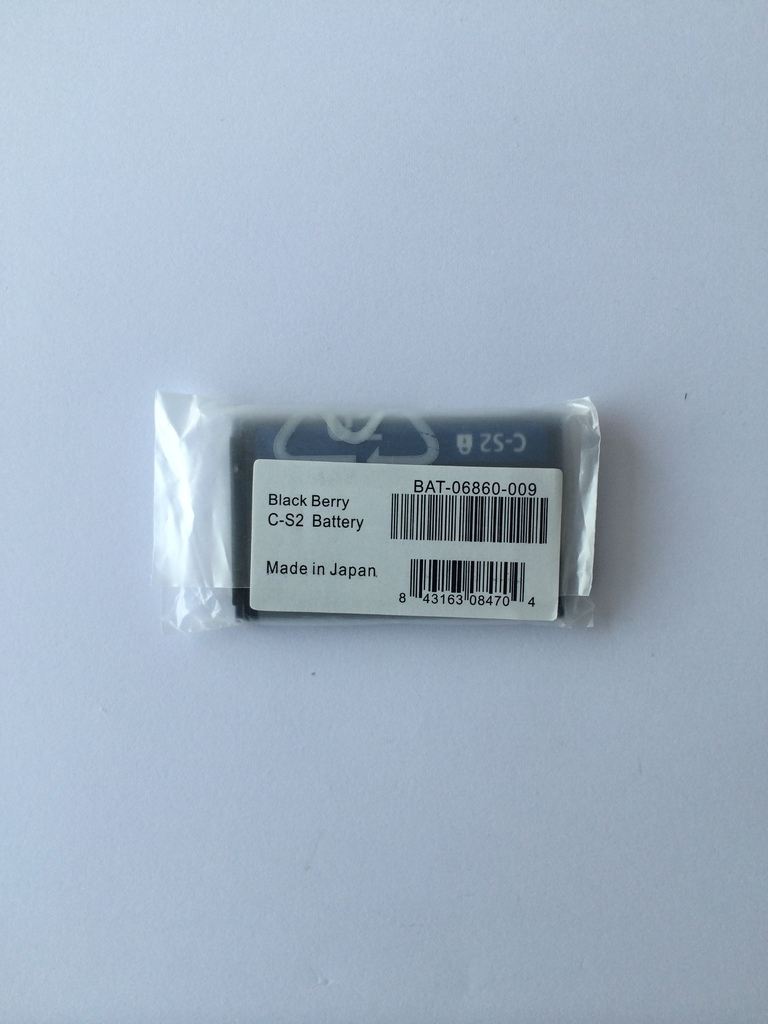 C-S2
Black Berry
C-S2 Battery
Made in Japan
BAT-06860-009
8 43163 08470 4